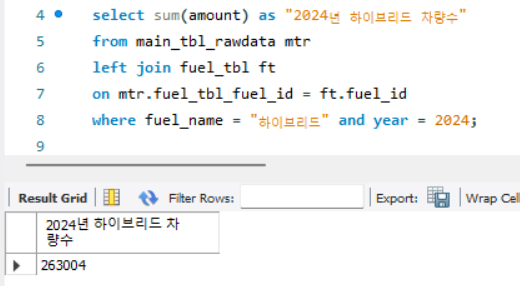 4 select sum(amount) as "2024년 하이브리드 차량수"
5 from main_tbl_rawdata mtr
6 left join fuel_tbl ft
7 on mtr.fuel_tbl_fuel_id = ft.fuel_id
8 where fuel_name = "하이브리드" and year = 2024;
9
Result Grid Filter Rows: Export: Wrap Cel
2024년 하이브리드 차
량수
263004